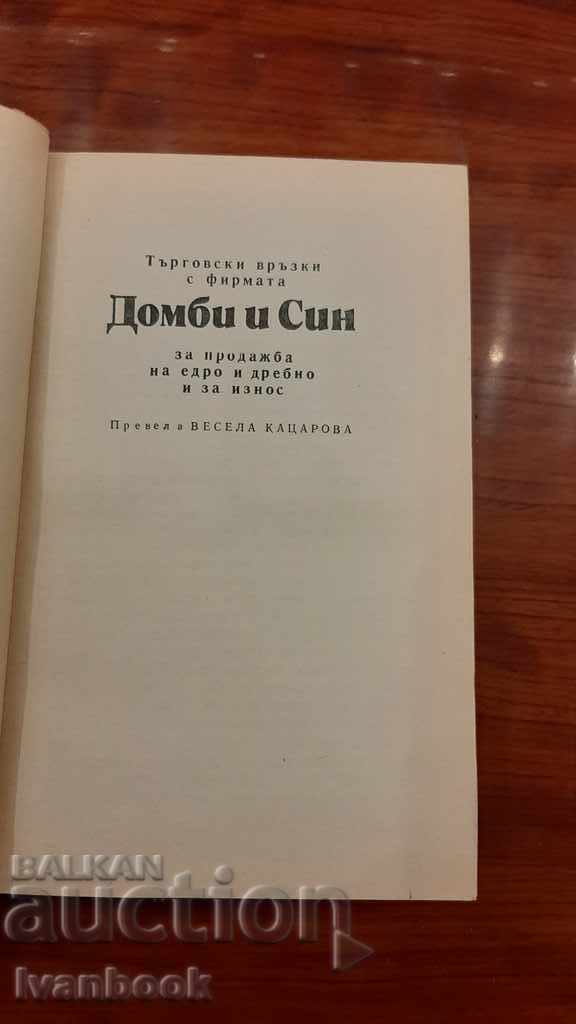 Търговски връзки
с фирмата
Домби и Син
за продажба
на едро и дребно
и за износ
Превела ВЕСЕЛА КАЦАРОВА
BALKAN
auction
Ivanbook